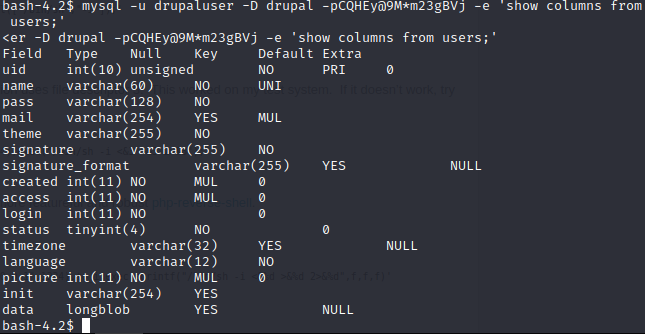 bash-4.2$ mysql -u drupaluser -D drupal -pCQHEy@9M*m23gBVj -e 'show columns from
 users;'
<er -D drupal -pCQHEy@9M*m23gBVj -e 'show columns from users;'
Field	Type	Null	Key	Default	Extra
uid	int(10) unsigned	NO	PRI	0
name	varchar(60)	NO	UNI
pass	varchar(128)	NO
mail	varchar(254)	YES	MUL
theme	varchar(255)	NO
signature	varchar(255)	NO
signature_format	varchar(255)	YES	NULL
created	int(11)	NO	MUL	0
access	int(11)	NO	MUL	0
login	int(11)	NO	0
status	tinyint(4)	NO	0
timezone	varchar(32)	YES	NULL
language	varchar(12)	NO
picture	int(11)	NO	MUL	0
init	varchar(254)	YES
data	longblob	YES	NULL
bash-4.2$